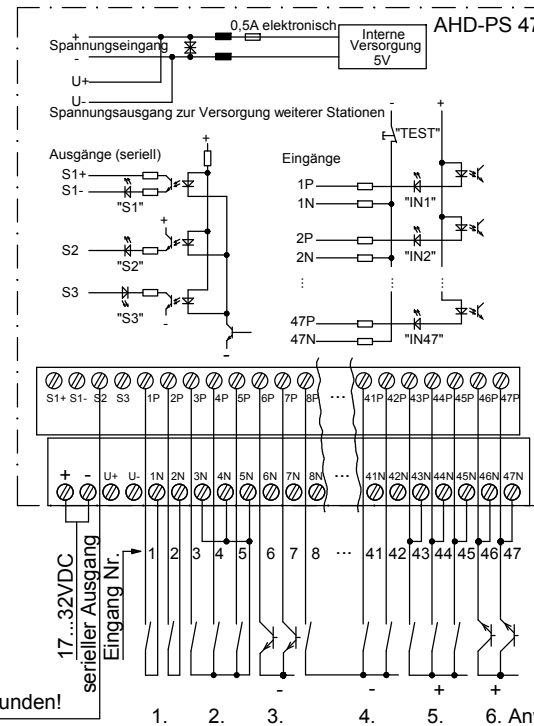 AHD-PS 47
0,5A elektronisch
+
Spannungseingang
-
Interne
Versorgung
5V
U+
U-
Spannungsausgang zur Versorgung weiterer Stationen
- +
"TEST"
Ausgänge (seriell)
+
Eingänge
S1+
S1-
"S1"
+
S2
"S2"
S3
"S3"
-
-
1P
1N
"IN1"
2P
2N
"IN2"
...
47P
47N
"IN47"
S1+ S1- S2 S3 1P 2P 3P 4P 5P 6P 7P 8P ... 41P 42P 43P 44P 45P 46P 47P
+ - U+ U- 1N 2N 3N 4N 5N 6N 7N 8N ... 41N 42N 43N 44N 45N 46N 47N
17...32VDC
serieller Ausgang
Eingang Nr.
1 2 3 4 5 6 7 8 ... 41 42 43 44 45 46 47
- - + +
unden!
1. 2. 3. 4. 5. 6. Anw